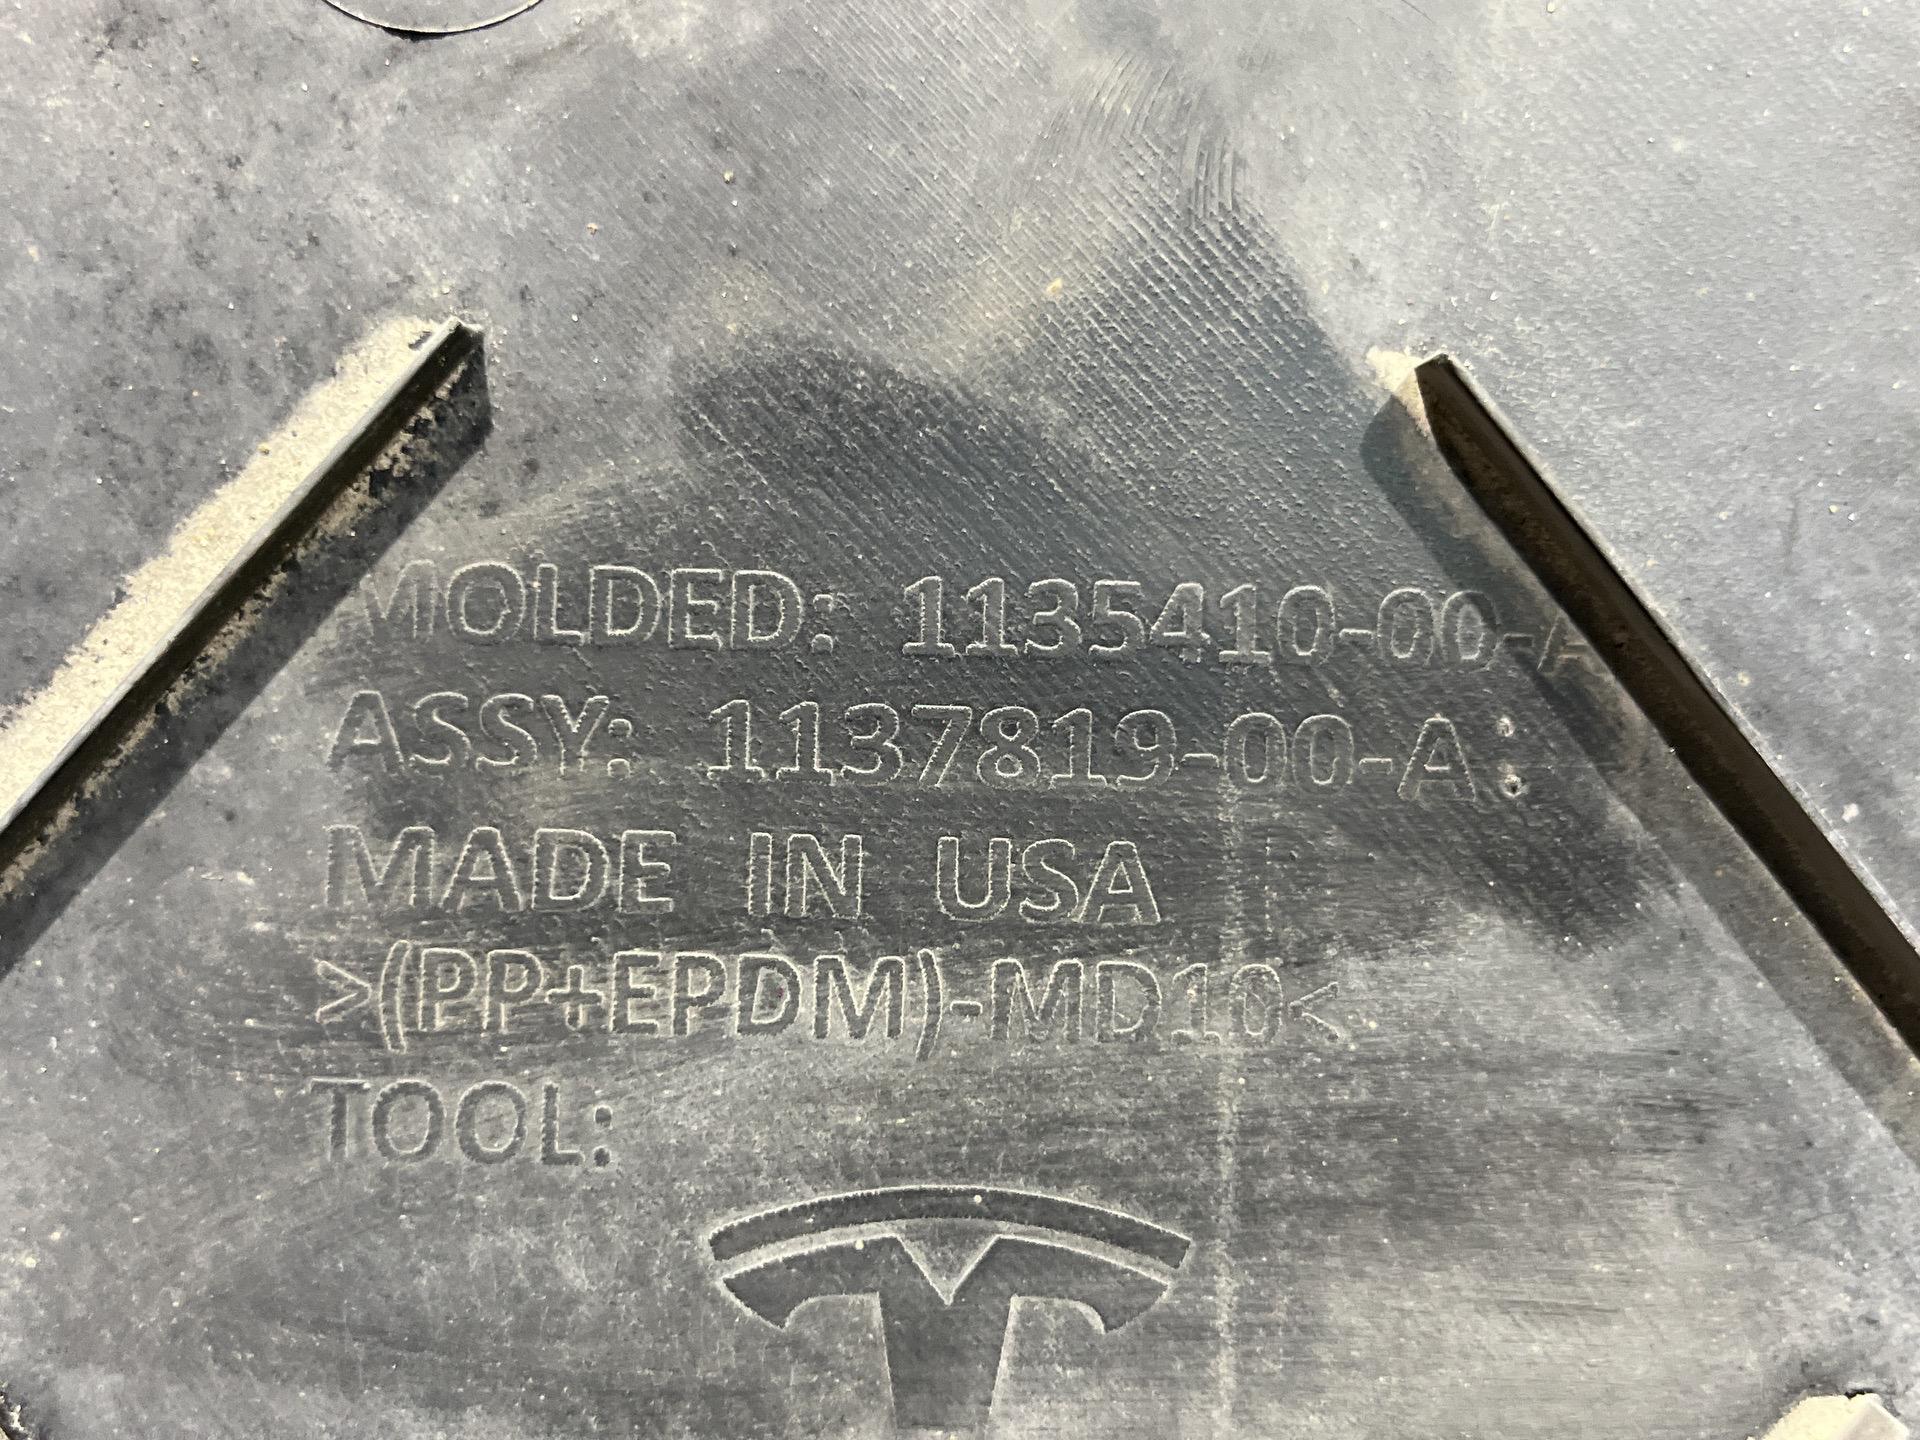 MOLDED: 1135410-00-A
ASSY: 1137819-00-A:
MADE IN USA
>(PP+EPDM)-MD10<
TOOL: